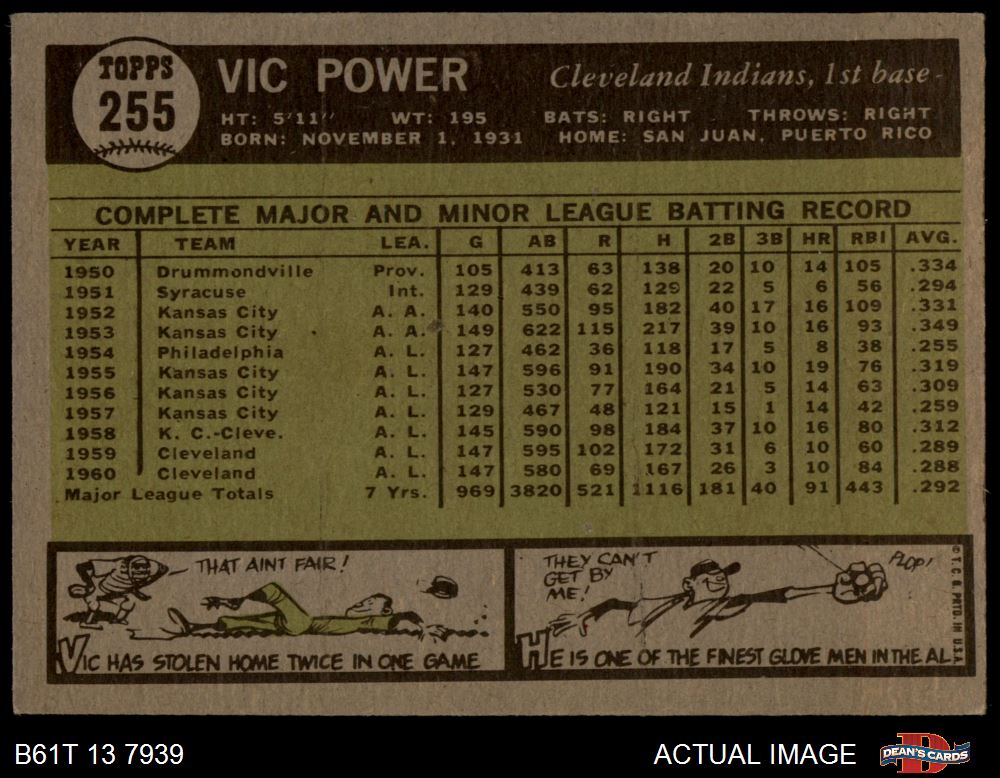 TOPPS
255
VIC POWER
Cleveland Indians, 1st base
HT: 5'11" WT: 195 BATS: RIGHT THROWS: RIGHT
BORN: NOVEMBER 1, 1931 HOME: SAN JUAN, PUERTO RICO
COMPLETE MAJOR AND MINOR LEAGUE BATTING RECORD
YEAR TEAM LEA. G AB R H 2B 3B HR RBI AVG.
1950 Drummondville Prov. 105 413 63 138 20 10 14 105 .334
1951 Syracuse Int. 129 439 62 129 22 5 6 56 .294
1952 Kansas City A. A. 140 550 95 182 40 17 16 109 .331
1953 Kansas City A. A. 149 622 115 217 39 10 16 93 .349
1954 Philadelphia A. L. 127 462 36 118 17 5 8 38 .255
1955 Kansas City A. L. 147 596 91 190 34 10 19 76 .319
1956 Kansas City A. L. 127 530 77 164 21 5 14 63 .309
1957 Kansas City A. L. 129 467 48 121 15 1 14 42 .259
1958 K. C.-Cleve. A. L. 145 590 98 184 37 10 16 80 .312
1959 Cleveland A. L. 147 595 102 172 31 6 10 60 .289
1960 Cleveland A. L. 147 580 69 167 26 3 10 84 .288
Major League Totals 7 Yrs. 969 3820 521 1116 181 40 91 443 .292
THAT AINT FAIR!
VIC HAS STOLEN HOME TWICE IN ONE GAME
THEY CAN'T
GET BY
ME!
PLOP!
HE IS ONE OF THE FINEST GLOVE MEN IN THE AL
© T. C. G. PRTD. IN U.S.A.
B61T 13 7939
ACTUAL IMAGE
DEAN'S CARDS